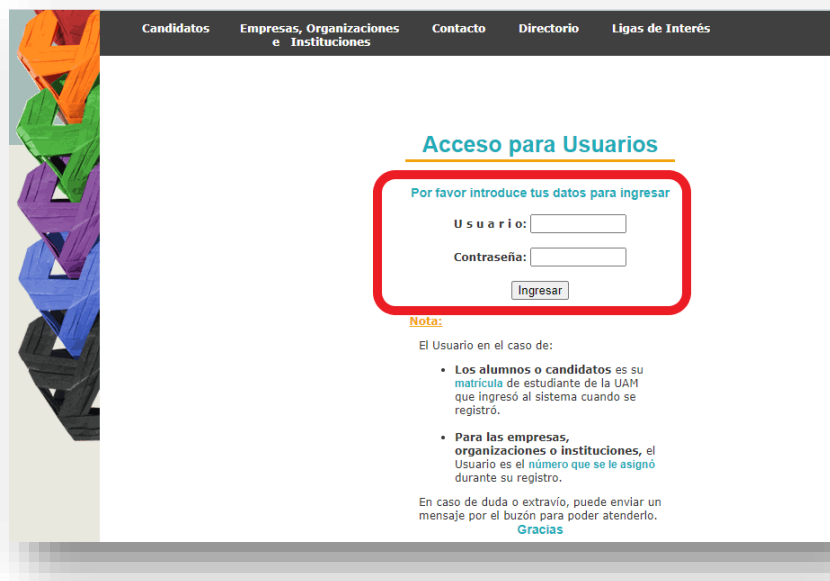 Candidatos
Empresas, Organizaciones
e Instituciones
Contacto
Directorio
Ligas de Interés
Acceso para Usuarios
Por favor introduce tus datos para ingresar
U s u a r i o:
Contraseña:
Ingresar
Nota:
El Usuario en el caso de:
• Los alumnos o candidatos es su
matrícula de estudiante de la UAM
que ingresó al sistema cuando se
registró.
• Para las empresas,
organizaciones o instituciones, el
Usuario es el número que se le asignó
durante su registro.
En caso de duda o extravío, puede enviar un
mensaje por el buzón para poder atenderlo.
Gracias